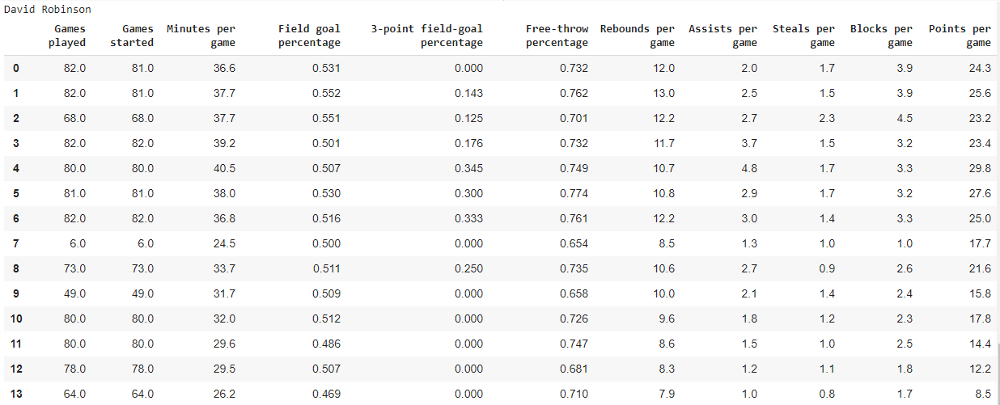 David Robinson
Games Games Minutes per Field goal 3-point field-goal Free-throw Rebounds per Assists per Steals per Blocks per Points per
played started game percentage percentage percentage game game game game game
0 82.0 81.0 36.6 0.531 0.000 0.732 12.0 2.0 1.7 3.9 24.3
1 82.0 81.0 37.7 0.552 0.143 0.762 13.0 2.5 1.5 3.9 25.6
2 68.0 68.0 37.7 0.551 0.125 0.701 12.2 2.7 2.3 4.5 23.2
3 82.0 82.0 39.2 0.501 0.176 0.732 11.7 3.7 1.5 3.2 23.4
4 80.0 80.0 40.5 0.507 0.345 0.749 10.7 4.8 1.7 3.3 29.8
5 81.0 81.0 38.0 0.530 0.300 0.774 10.8 2.9 1.7 3.2 27.6
6 82.0 82.0 36.8 0.516 0.333 0.761 12.2 3.0 1.4 3.3 25.0
7 6.0 6.0 24.5 0.500 0.000 0.654 8.5 1.3 1.0 1.0 17.7
8 73.0 73.0 33.7 0.511 0.250 0.735 10.6 2.7 0.9 2.6 21.6
9 49.0 49.0 31.7 0.509 0.000 0.658 10.0 2.1 1.4 2.4 15.8
10 80.0 80.0 32.0 0.512 0.000 0.726 9.6 1.8 1.2 2.3 17.8
11 80.0 80.0 29.6 0.486 0.000 0.747 8.6 1.5 1.0 2.5 14.4
12 78.0 78.0 29.5 0.507 0.000 0.681 8.3 1.2 1.1 1.8 12.2
13 64.0 64.0 26.2 0.469 0.000 0.710 7.9 1.0 0.8 1.7 8.5